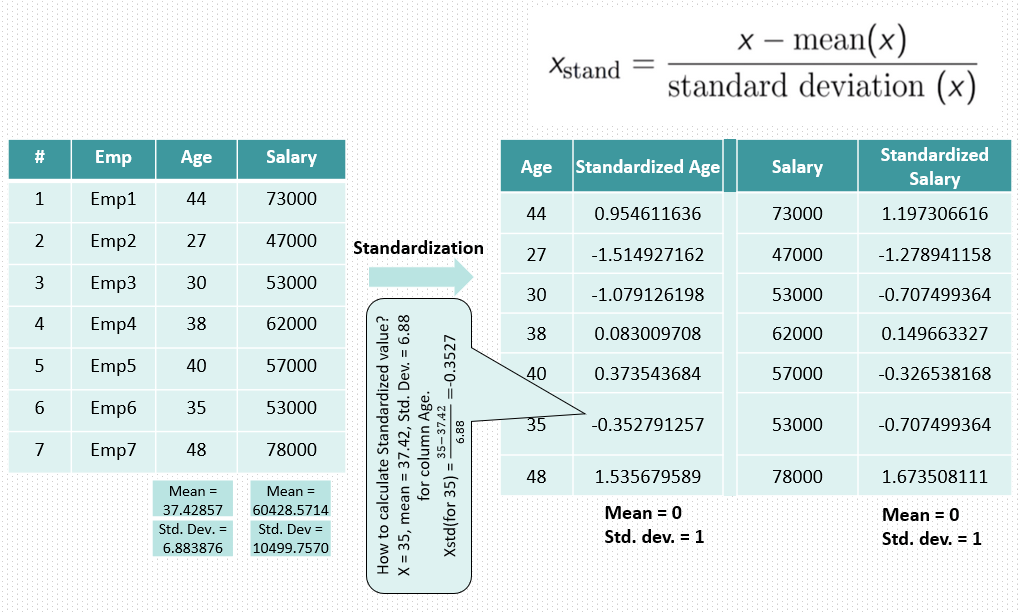 x_stand = x − mean(x) / standard deviation (x)
# Emp Age Salary
1 Emp1 44 73000
2 Emp2 27 47000
3 Emp3 30 53000
4 Emp4 38 62000
5 Emp5 40 57000
6 Emp6 35 53000
7 Emp7 48 78000
Mean =
37.42857
Std. Dev. =
6.883876
Mean =
60428.5714
Std. Dev =
10499.7570
Standardization
How to calculate Standardized value?
X = 35, mean = 37.42, Std. Dev. = 6.88
for column Age.
Xstd(for 35) = 35−37.42 / 6.88 =-0.3527
Age Standardized Age Salary Standardized
Salary
44 0.954611636 73000 1.197306616
27 -1.514927162 47000 -1.278941158
30 -1.079126198 53000 -0.707499364
38 0.083009708 62000 0.149663327
40 0.373543684 57000 -0.326538168
35 -0.352791257 53000 -0.707499364
48 1.535679589 78000 1.673508111
Mean = 0
Std. dev. = 1
Mean = 0
Std. dev. = 1